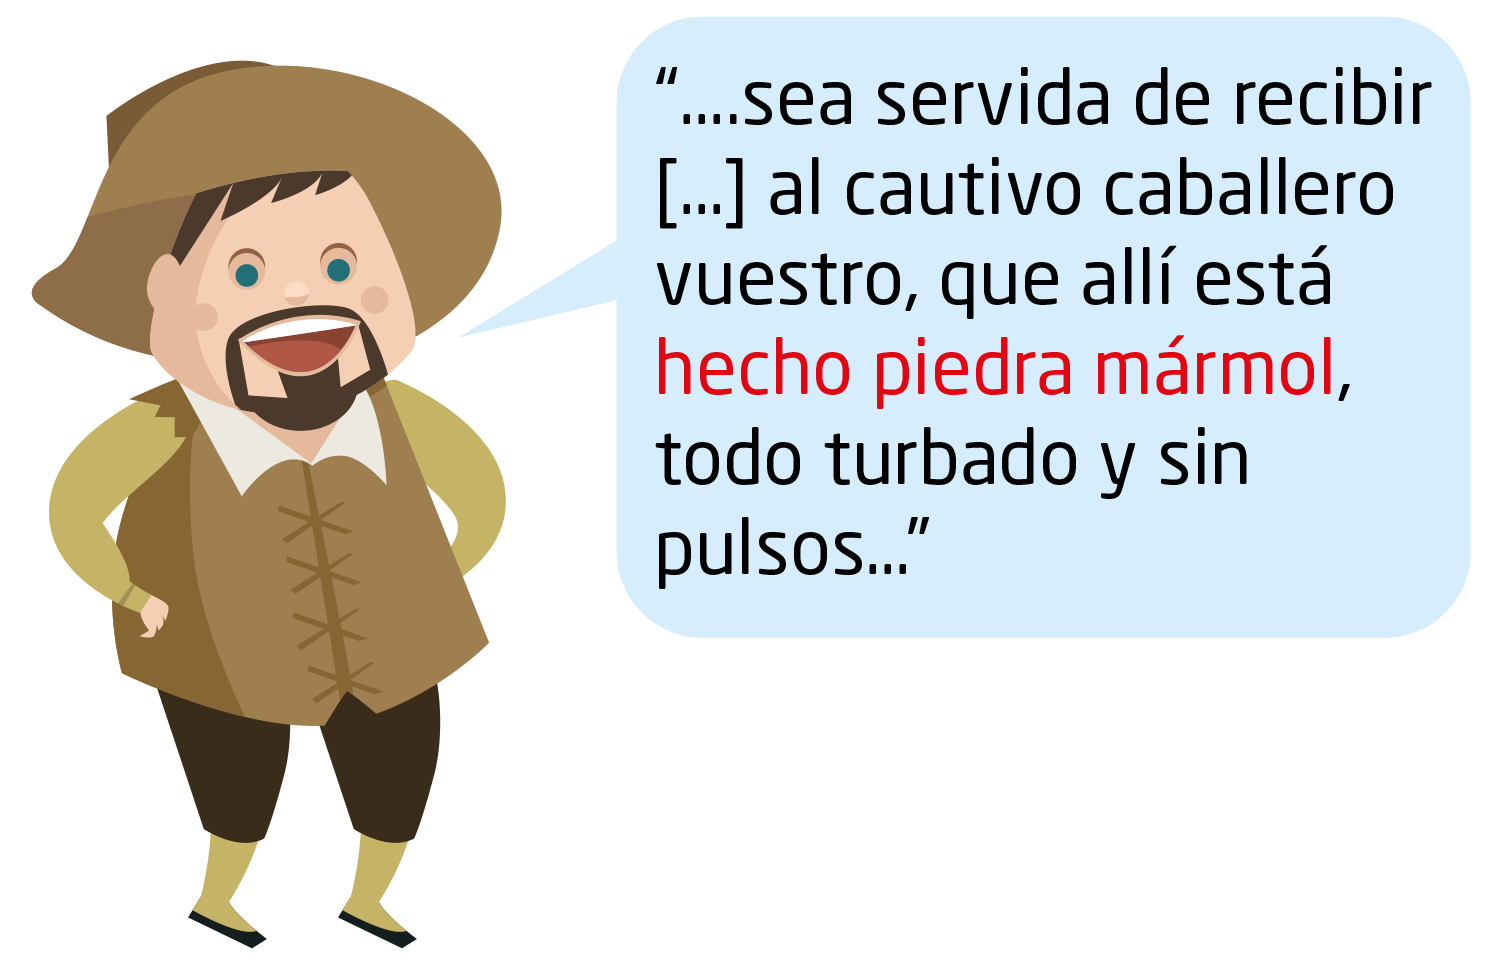 “....sea servida de recibir
[...] al cautivo caballero
vuestro, que allí está
hecho piedra mármol,
todo turbado y sin
pulsos...”